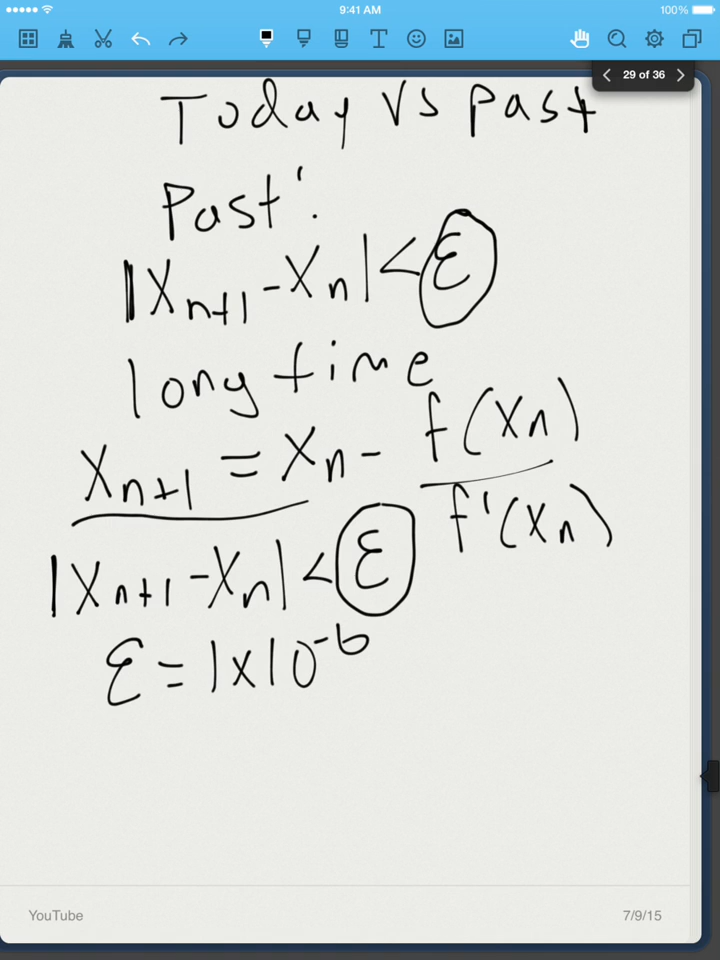 9:41 AM
100%
29 of 36
Today vs past
Past:
|Xn+1 - Xn| < ε
long time
Xn+1 = Xn - f(Xn) / f'(Xn)
|Xn+1 - Xn| < ε
ε = 1x10^-6
YouTube
7/9/15